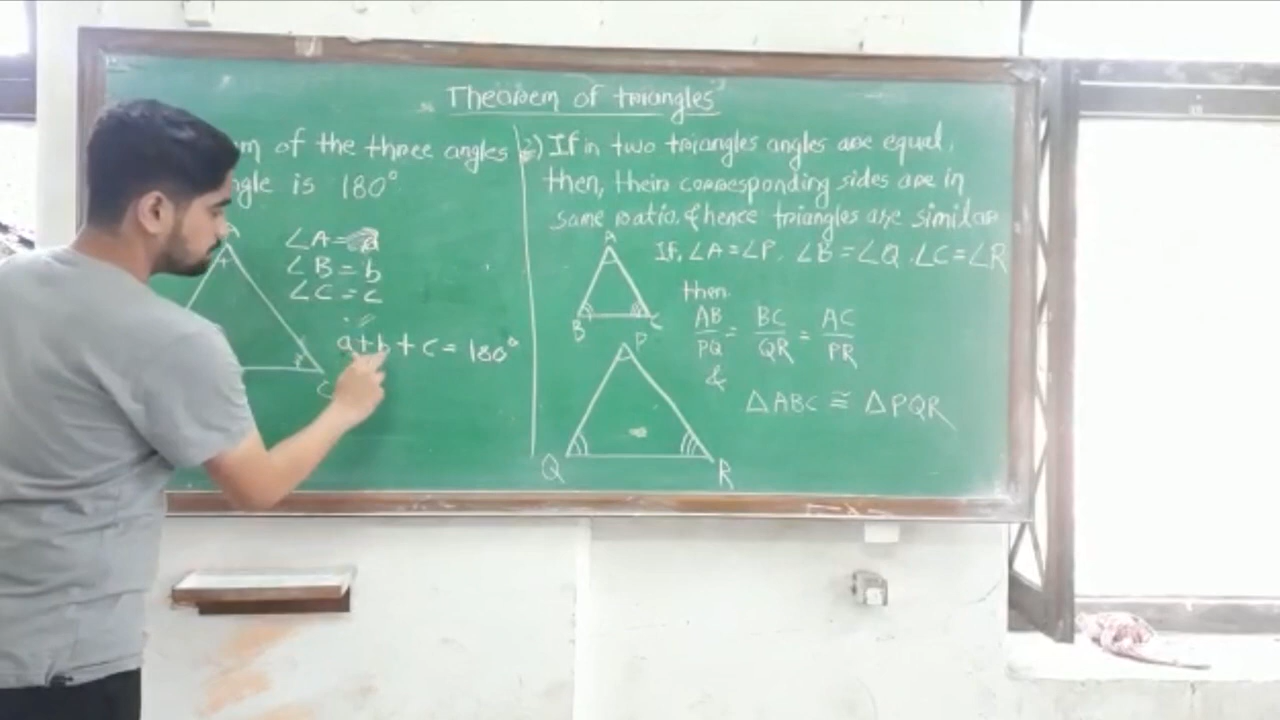 Theorem of triangles
of the three angles
is 180°
A
∠A = a
∠B = b
∠C = c
a + b + c = 180°
C
2) If in two triangles angles are equal,
then, their corresponding sides are in
same ratio & hence triangles are similar
If, ∠A = ∠P, ∠B = ∠Q, ∠C = ∠R
A
B C
then
AB/PQ = BC/QR = AC/PR
&
△ABC ≅ △PQR
P
Q R